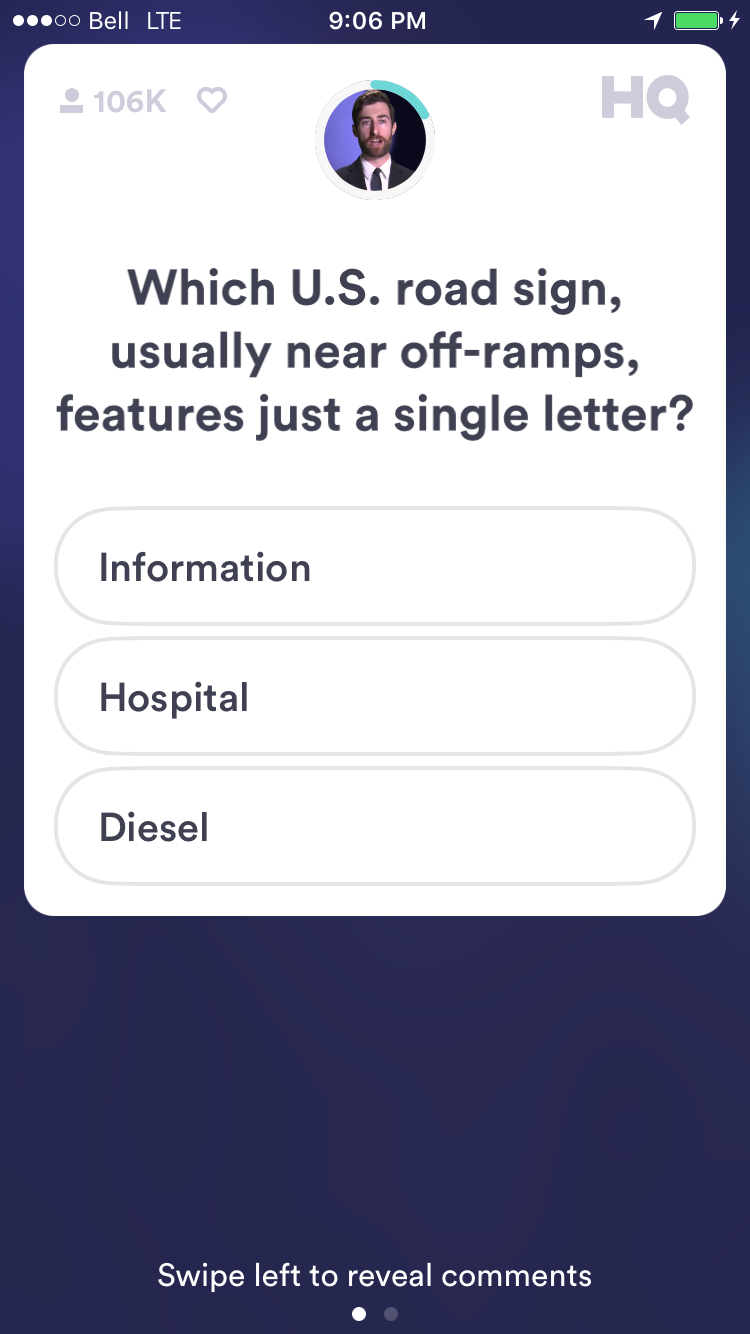 Bell LTE 9:06 PM
106K HQ
Which U.S. road sign,
usually near off-ramps,
features just a single letter?
Information
Hospital
Diesel
Swipe left to reveal comments